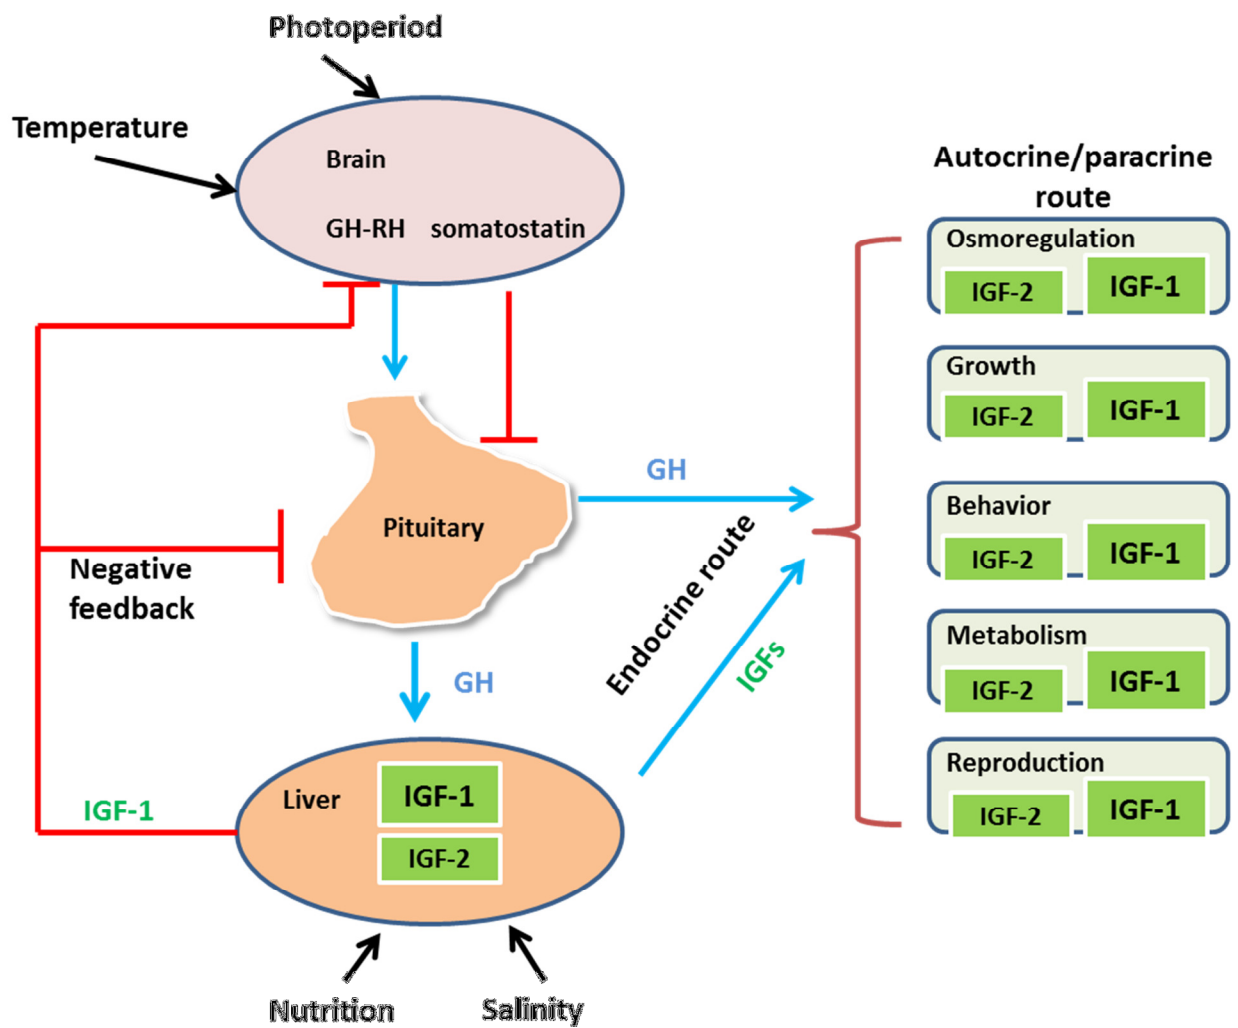 Photoperiod
Temperature
Brain
GH-RH somatostatin
Pituitary
GH
Negative
feedback
GH
Endocrine route
IGFs
Liver
IGF-1
IGF-2
IGF-1
Nutrition
Salinity
Autocrine/paracrine
route
Osmoregulation
IGF-2 IGF-1
Growth
IGF-2 IGF-1
Behavior
IGF-2 IGF-1
Metabolism
IGF-2 IGF-1
Reproduction
IGF-2 IGF-1